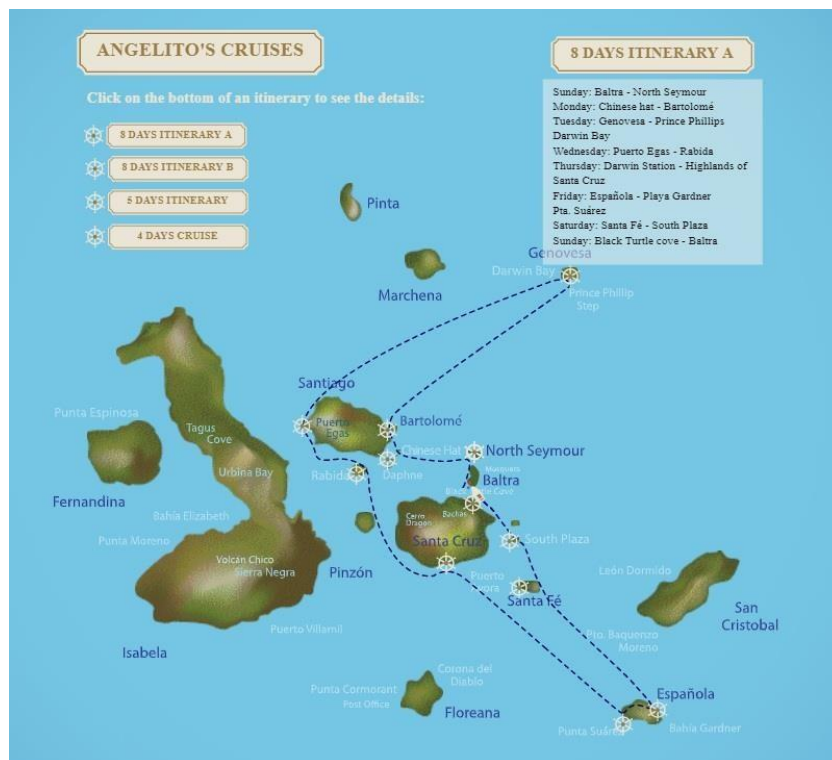 ANGELITO'S CRUISES
8 DAYS ITINERARY A
Click on the bottom of an itinerary to see the details:
8 DAYS ITINERARY A
8 DAYS ITINERARY B
5 DAYS ITINERARY
4 DAYS CRUISE
Sunday: Baltra - North Seymour
Monday: Chinese hat - Bartolomé
Tuesday: Genovesa - Prince Phillips
Darwin Bay
Wednesday: Puerto Egas - Rabida
Thursday: Darwin Station - Highlands of
Santa Cruz
Friday: Española - Playa Gardner
Pta. Suárez
Saturday: Santa Fé - South Plaza
Sunday: Black Turtle cove - Baltra
Pinta
Genovesa
Darwin Bay
Marchena
Prince Phillip
Step
Santiago
Punta Espinosa
Puerto
Egas
Bartolomé
Tagus
Cove
Chinese Hat
North Seymour
Urbina Bay
Rabida
Daphne
Baltra
Fernandina
Bahía Elizabeth
Cerro
Dragon
Bachas
Punta Moreno
Santa Cruz
South Plaza
Volcán Chico
Sierra Negra
Pinzón
Puerto
León Dormido
Santa Fé
San
Cristobal
Puerto Villamil
Pto. Baquerizo
Moreno
Isabela
Corona del
Diablo
Punta Cormorant
Post Office
Floreana
Española
Punta Suárez
Bahía Gardner